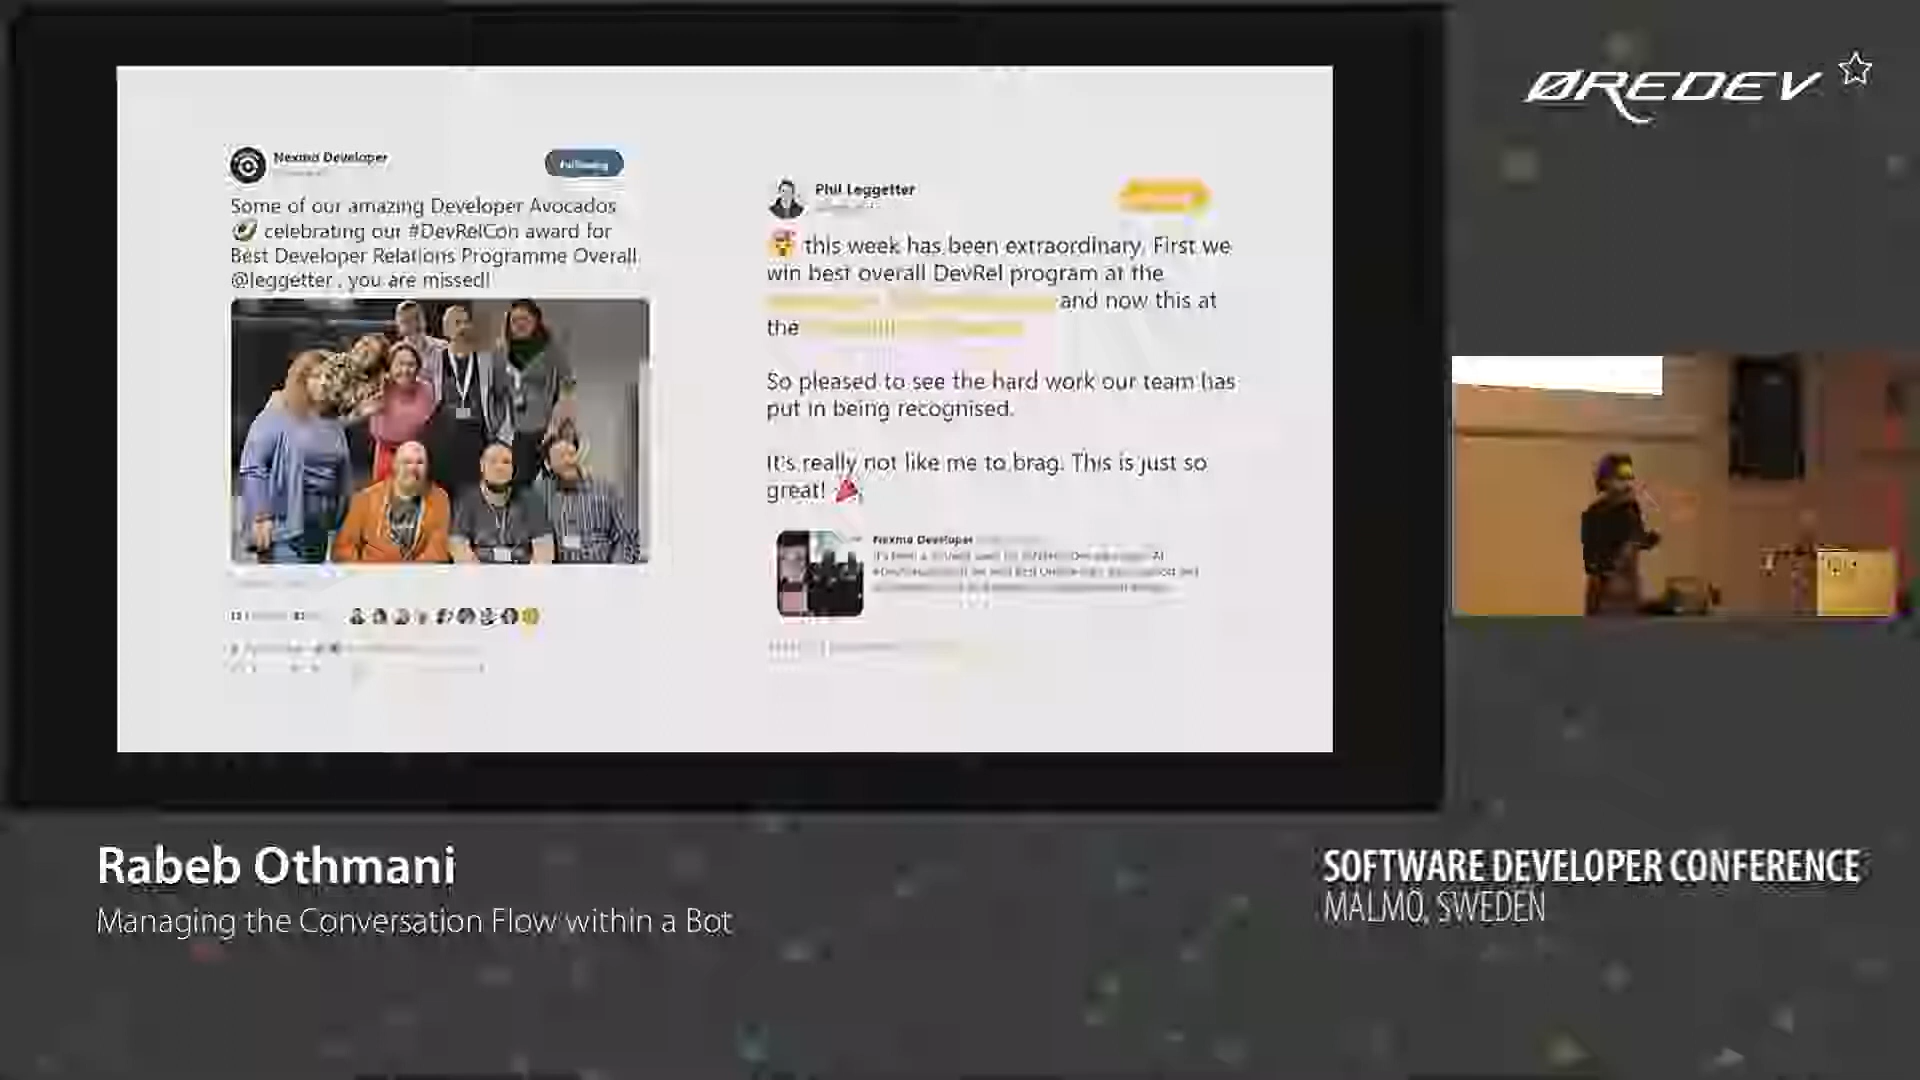 ØREDEV
Nexmo Developer
Following
Some of our amazing Developer Avocados
🥑 celebrating our #DevRelCon award for
Best Developer Relations Programme Overall.
@leggetter , you are missed!
Phil Leggetter
🤯 this week has been extraordinary. First we
win best overall DevRel program at the
and now this at
the
So pleased to see the hard work our team has
put in being recognised.
It's really not like me to brag. This is just so
great! 🎉
Nexmo Developer
Rabeb Othmani
Managing the Conversation Flow within a Bot
SOFTWARE DEVELOPER CONFERENCE
MALMÖ, SWEDEN